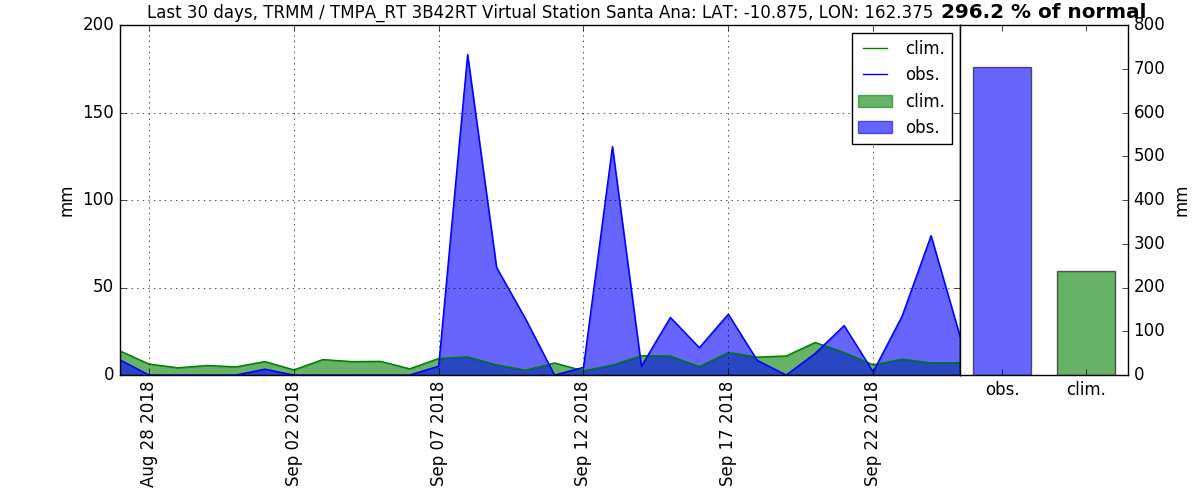 Last 30 days, TRMM / TMPA_RT 3B42RT Virtual Station Santa Ana: LAT: -10.875, LON: 162.375 296.2 % of normal
200
150
100
50
0
mm
clim.
obs.
clim.
obs.
800
700
600
500
400
300
200
100
0
mm
obs. clim.
Aug 28 2018
Sep 02 2018
Sep 07 2018
Sep 12 2018
Sep 17 2018
Sep 22 2018